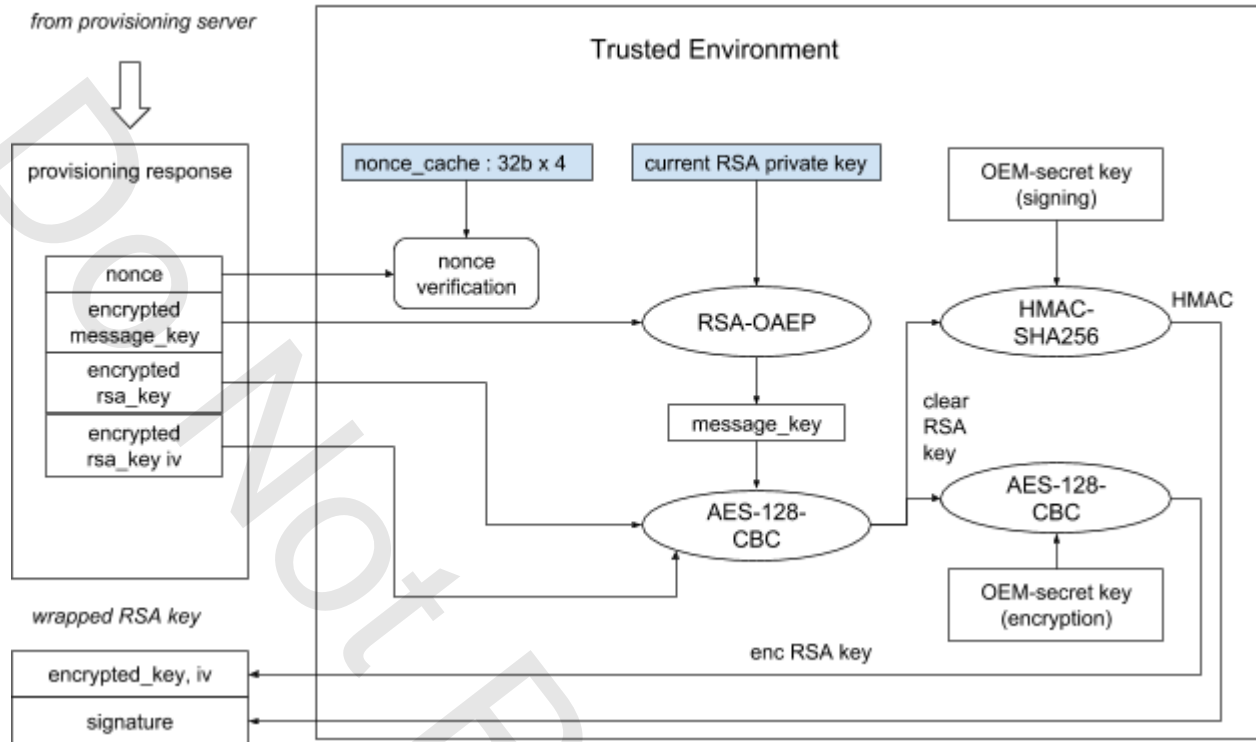 from provisioning server
Trusted Environment
provisioning response
nonce_cache : 32b x 4
current RSA private key
OEM-secret key
(signing)
nonce
nonce
verification
encrypted
message_key
RSA-OAEP
HMAC-
SHA256
HMAC
encrypted
rsa_key
message_key
clear
RSA
key
encrypted
rsa_key iv
AES-128-
CBC
AES-128-
CBC
OEM-secret key
(encryption)
wrapped RSA key
enc RSA key
encrypted_key, iv
signature
Do Not